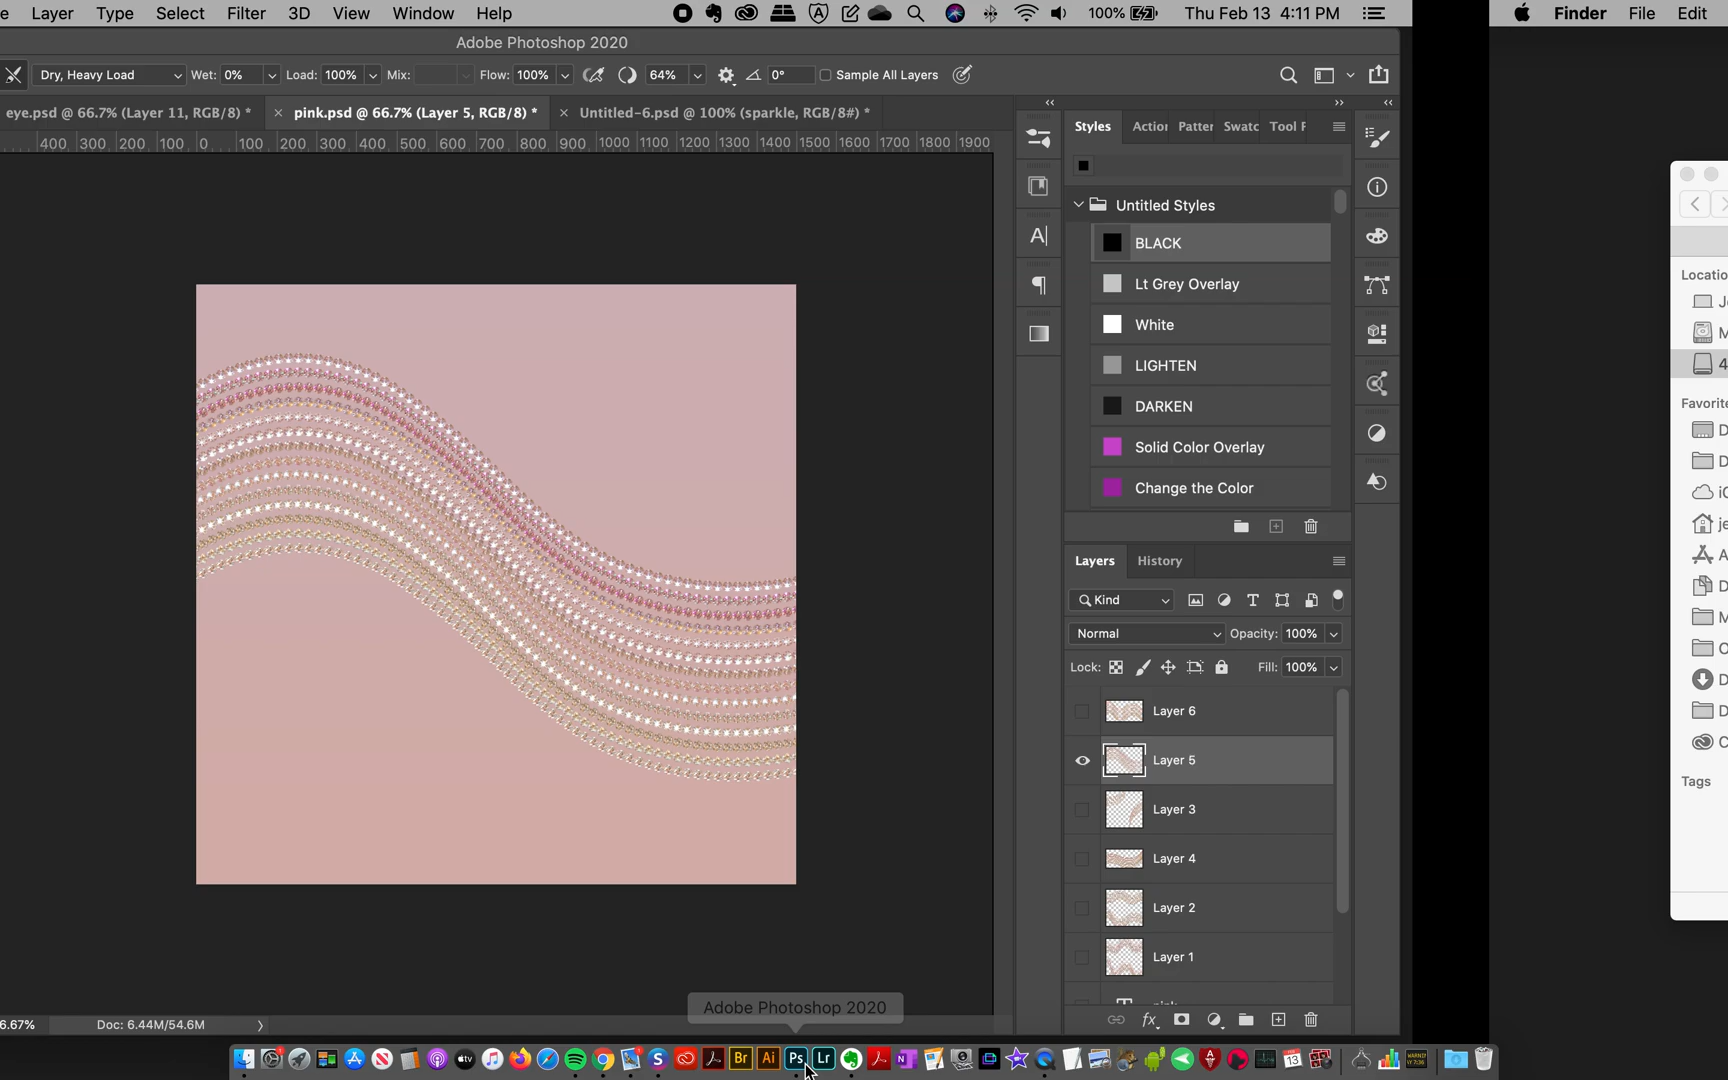 Layer Type Select Filter 3D View Window Help 100% Thu Feb 13 4:11 PM Finder File Edit
Adobe Photoshop 2020
Dry, Heavy Load Wet: 0% Load: 100% Mix: Flow: 100% 64% 0° Sample All Layers
eye.psd @ 66.7% (Layer 11, RGB/8) * × pink.psd @ 66.7% (Layer 5, RGB/8) * × Untitled-6.psd @ 100% (sparkle, RGB/8#) *
400 300 200 100 0 100 200 300 400 500 600 700 800 900 1000 1100 1200 1300 1400 1500 1600 1700 1800 1900
Styles Action Patter Swatc Tool P
Untitled Styles
BLACK
Lt Grey Overlay
White
LIGHTEN
DARKEN
Solid Color Overlay
Change the Color
Layers History
Kind
Normal Opacity: 100%
Lock: Fill: 100%
Layer 6
Layer 5
Layer 3
Layer 4
Layer 2
Layer 1
Locatio
Favorite
Tags
Adobe Photoshop 2020
6.67% Doc: 6.44M/54.6M
Br Ai Ps Lr